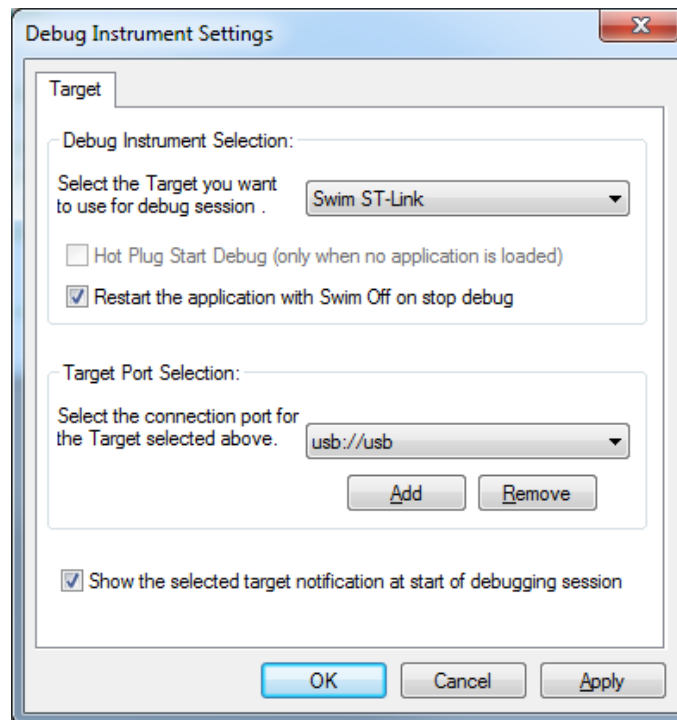 Debug Instrument Settings
Target
Debug Instrument Selection:
Select the Target you want
to use for debug session .
Swim ST-Link
Hot Plug Start Debug (only when no application is loaded)
Restart the application with Swim Off on stop debug
Target Port Selection:
Select the connection port for
the Target selected above.
usb://usb
Add
Remove
Show the selected target notification at start of debugging session
OK
Cancel
Apply